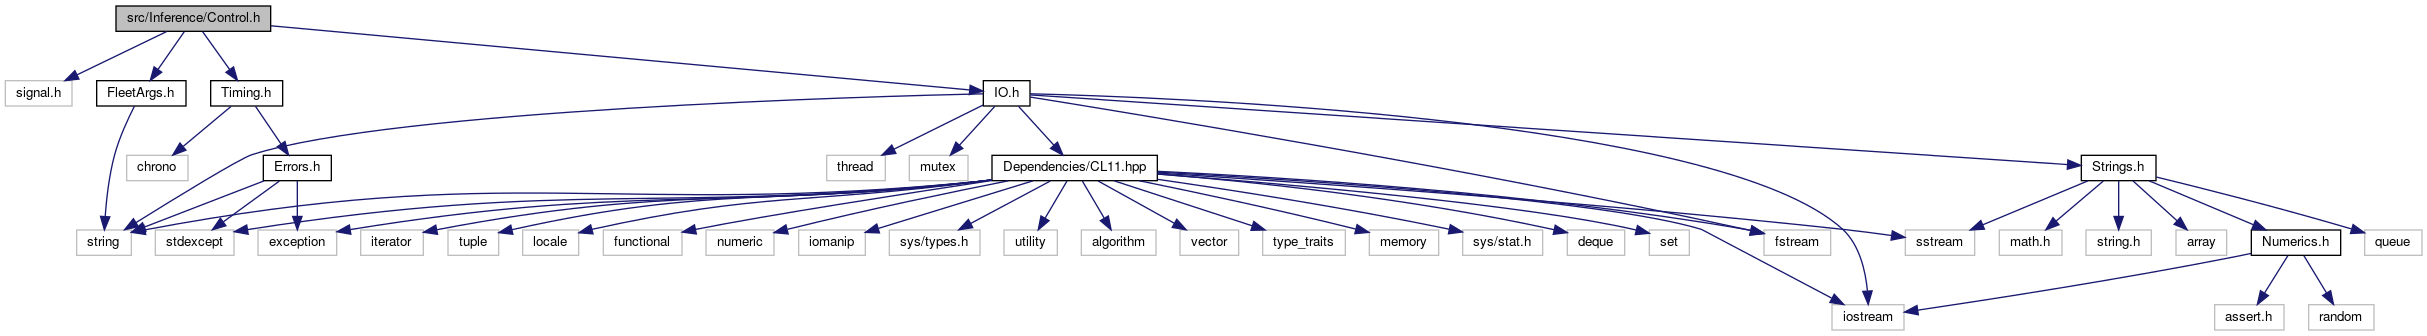 src/Inference/Control.h
signal.h
FleetArgs.h
Timing.h
IO.h
chrono
Errors.h
thread
mutex
Dependencies/CL11.hpp
Strings.h
string
stdexcept
exception
iterator
tuple
locale
functional
numeric
iomanip
sys/types.h
utility
algorithm
vector
type_traits
memory
sys/stat.h
deque
set
fstream
sstream
math.h
string.h
array
Numerics.h
queue
iostream
assert.h
random